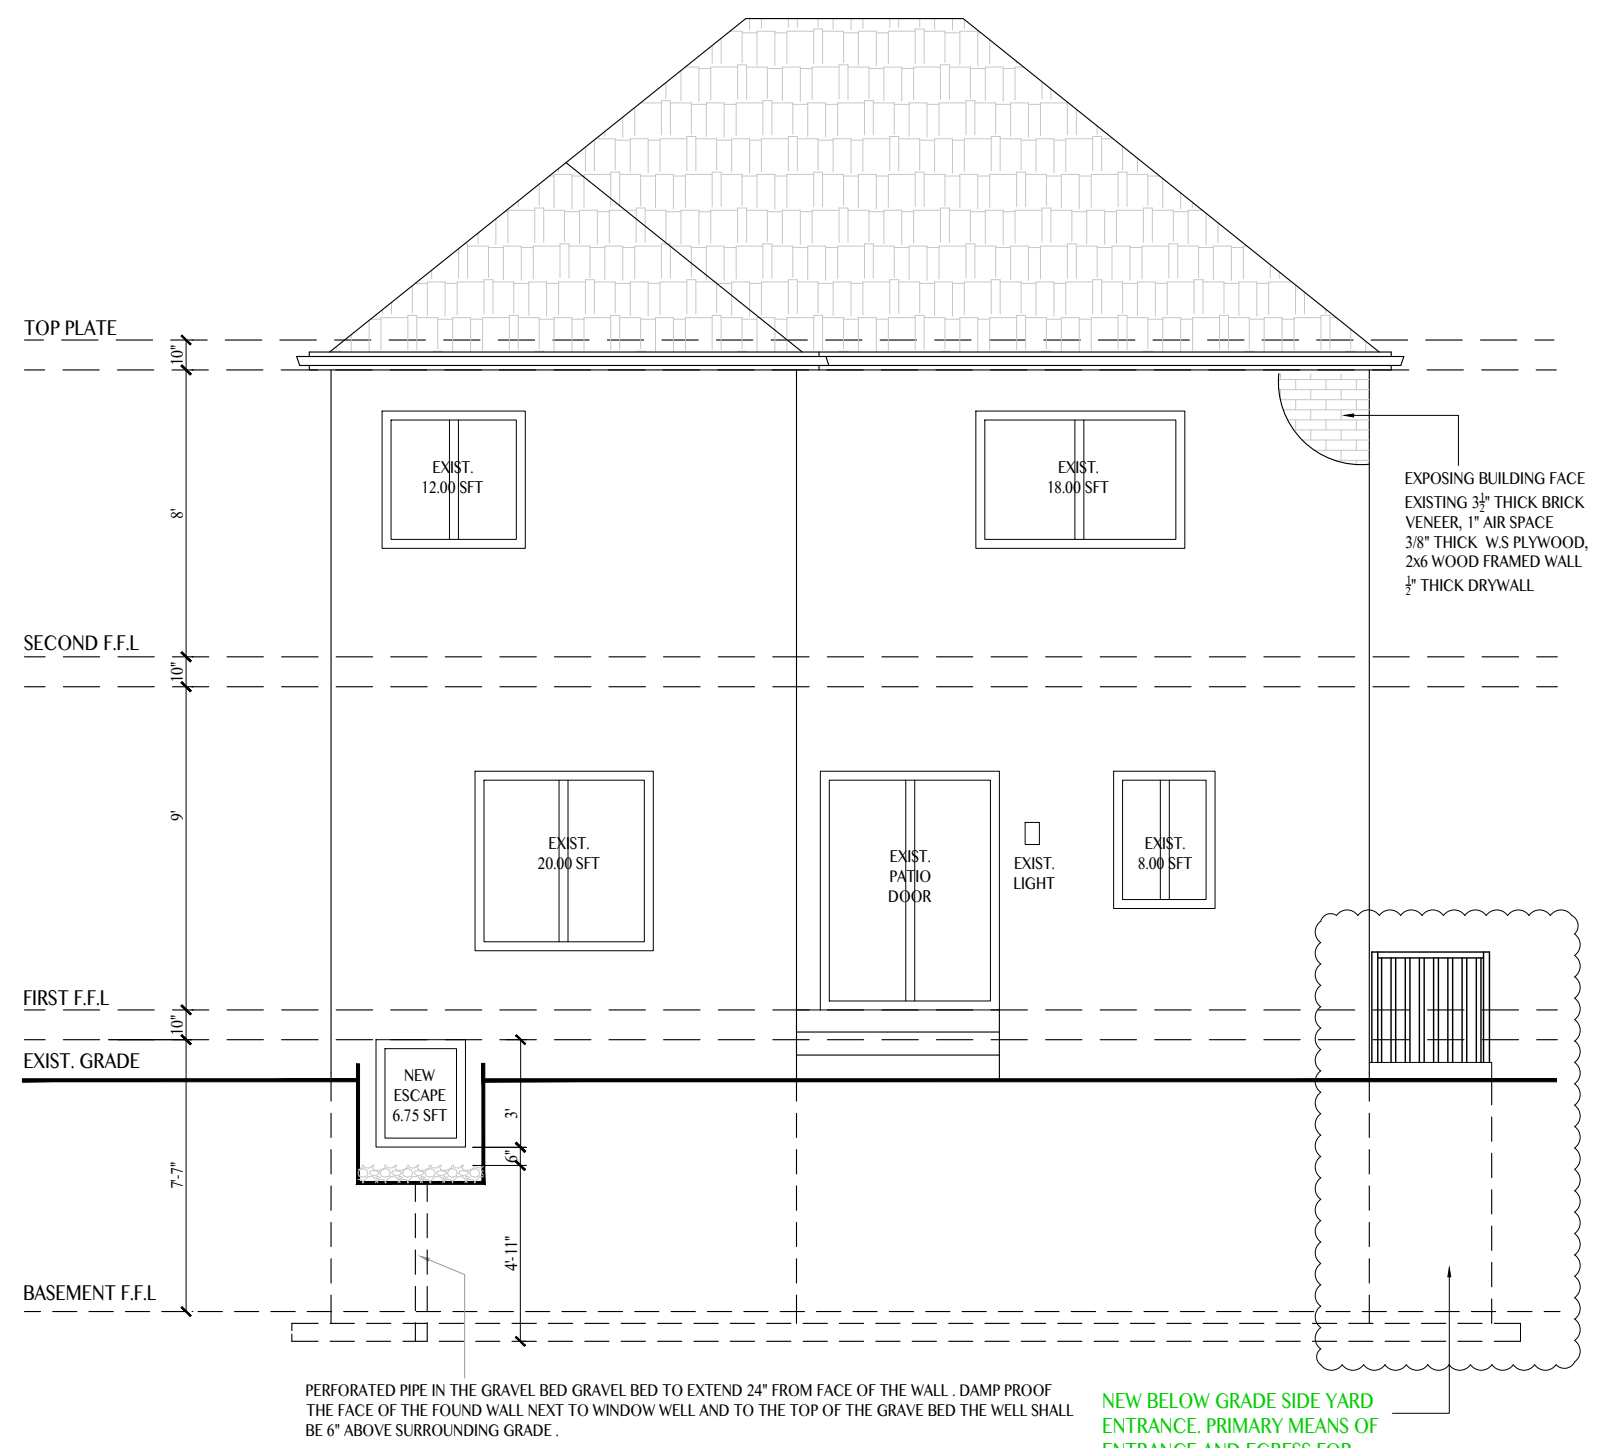 TOP PLATE
10"
EXIST.
12.00 SFT
EXIST.
18.00 SFT
EXPOSING BUILDING FACE
EXISTING 3½" THICK BRICK
VENEER, 1" AIR SPACE
3/8" THICK W.S PLYWOOD,
2x6 WOOD FRAMED WALL
½" THICK DRYWALL
8'
SECOND F.F.L
10"
9'
EXIST.
20.00 SFT
EXIST.
PATIO
DOOR
EXIST.
LIGHT
EXIST.
8.00 SFT
FIRST F.F.L
10"
EXIST. GRADE
NEW
ESCAPE
6.75 SFT
3'
6"
7'-7"
4'-11"
BASEMENT F.F.L
PERFORATED PIPE IN THE GRAVEL BED GRAVEL BED TO EXTEND 24" FROM FACE OF THE WALL . DAMP PROOF
THE FACE OF THE FOUND WALL NEXT TO WINDOW WELL AND TO THE TOP OF THE GRAVE BED THE WELL SHALL
BE 6" ABOVE SURROUNDING GRADE .
NEW BELOW GRADE SIDE YARD
ENTRANCE. PRIMARY MEANS OF
ENTRANCE AND EGRESS FOR